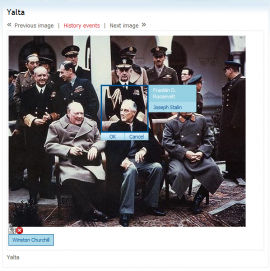 Yalta
« Previous image | History events | Next image »
Franklin D.
Roosevelt
Joseph Stalin
OK Cancel
Winston Churchill
Yalta